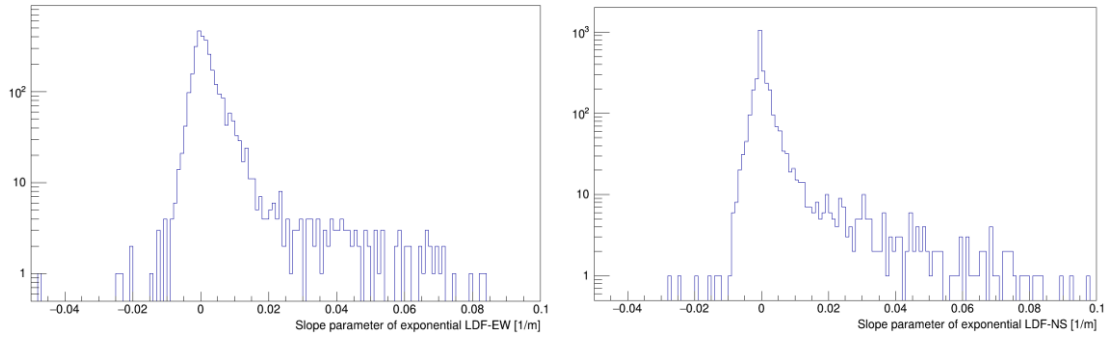 10²
10
1
−0.04 −0.02 0 0.02 0.04 0.06 0.08 0.1
Slope parameter of exponential LDF-EW [1/m]
10³
10²
10
1
−0.04 −0.02 0 0.02 0.04 0.06 0.08 0.1
Slope parameter of exponential LDF-NS [1/m]